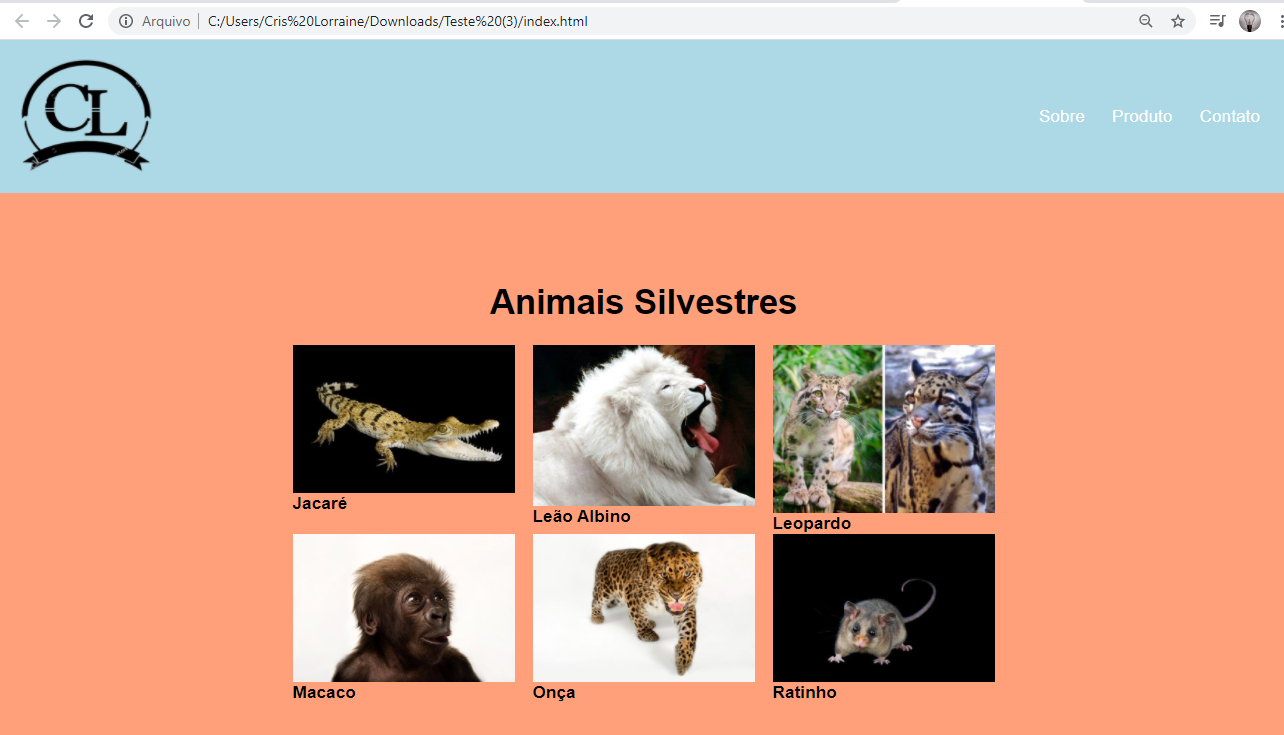 Arquivo | C:/Users/Cris%20Lorraine/Downloads/Teste%20(3)/index.html
CL
Sobre Produto Contato
Animais Silvestres
Jacaré
Leão Albino
Leopardo
Macaco
Onça
Ratinho